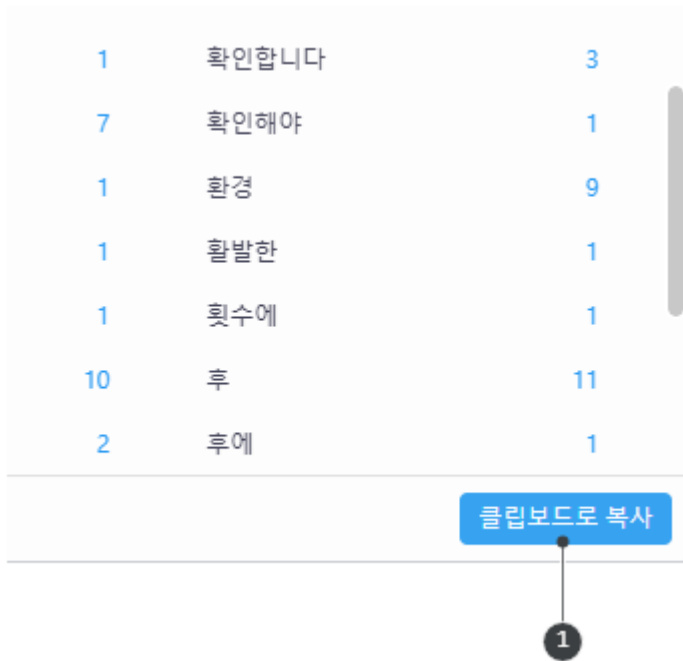 1 확인합니다 3
7 확인해야 1
1 환경 9
1 활발한 1
1 횟수에 1
10 후 11
2 후에 1
클립보드로 복사
1